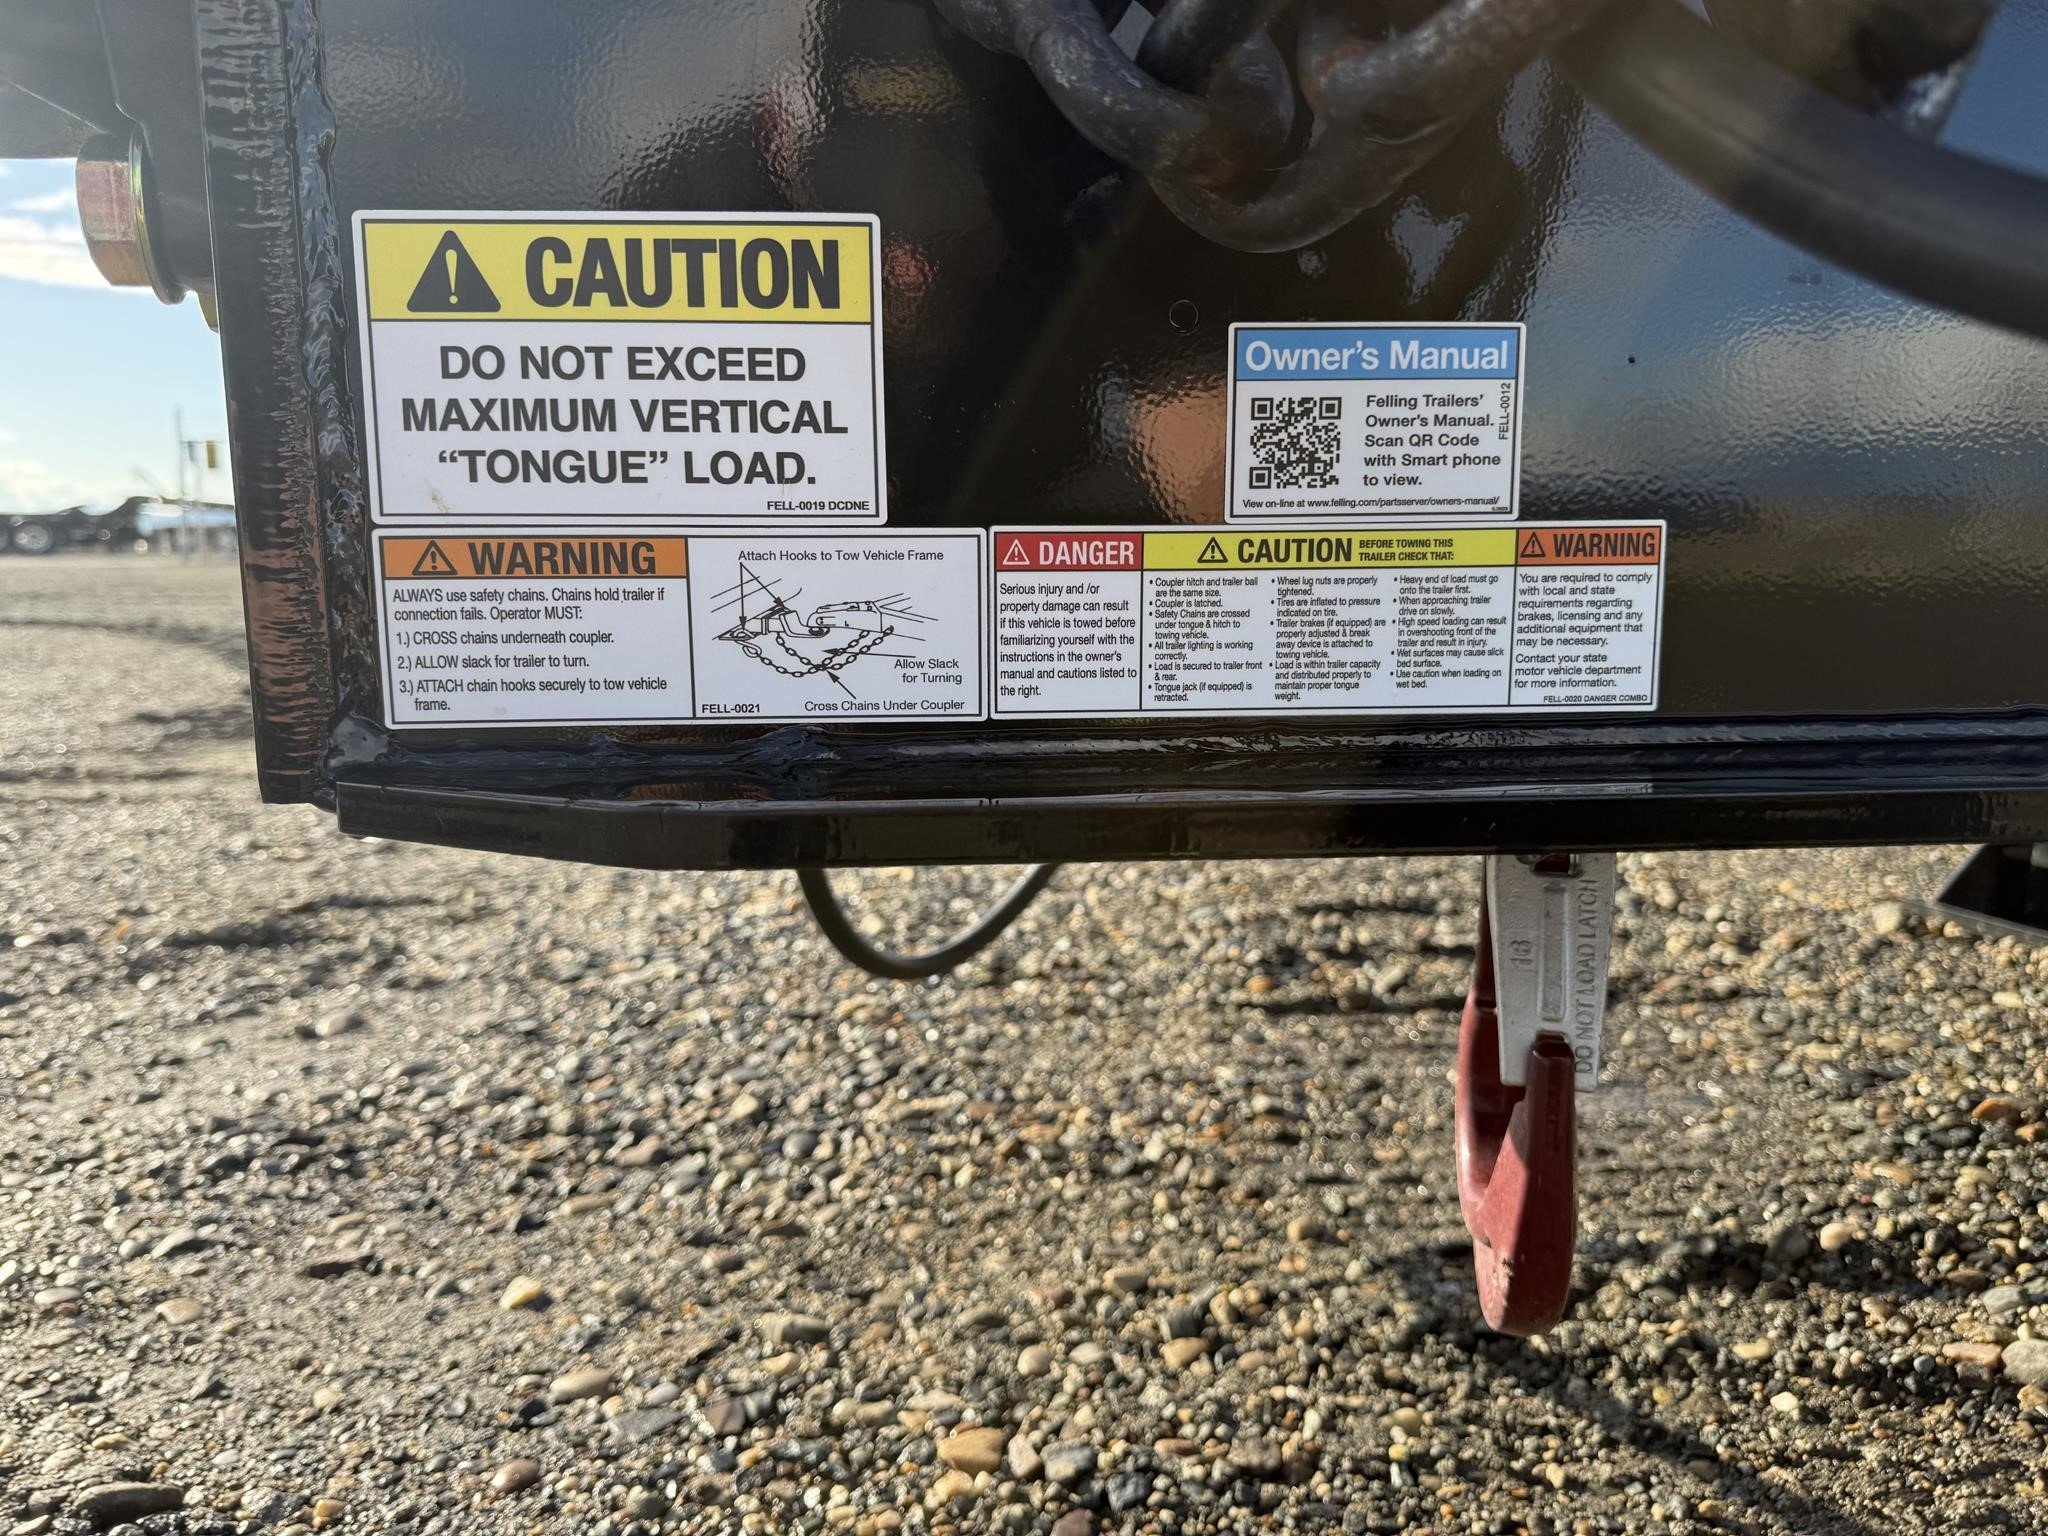 CAUTION
DO NOT EXCEED
MAXIMUM VERTICAL
“TONGUE” LOAD.
FELL-0019 DCDNE
Owner's Manual
Felling Trailers'
Owner's Manual.
Scan QR Code
with Smart phone
to view.
FELL-0012
View on-line at www.felling.com/partsserver/owners-manual/
WARNING
ALWAYS use safety chains. Chains hold trailer if
connection fails. Operator MUST:
1.) CROSS chains underneath coupler.
2.) ALLOW slack for trailer to turn.
3.) ATTACH chain hooks securely to tow vehicle
frame.
Attach Hooks to Tow Vehicle Frame
Allow Slack
for Turning
Cross Chains Under Coupler
FELL-0021
DANGER
Serious injury and /or
property damage can result
if this vehicle is towed before
familiarizing yourself with the
instructions in the owner's
manual and cautions listed to
the right.
CAUTION BEFORE TOWING THIS
TRAILER CHECK THAT:
• Coupler hitch and trailer ball
are the same size.
• Coupler is latched.
• Safety Chains are crossed
under tongue & hitch to
towing vehicle.
• All trailer lighting is working
correctly.
• Load is secured to trailer front
& rear.
• Tongue jack (if equipped) is
retracted.
• Wheel lug nuts are properly
tightened.
• Tires are inflated to pressure
indicated on tire.
• Trailer brakes (if equipped) are
properly adjusted & break
away device is attached to
towing vehicle.
• Load is within trailer capacity
and distributed properly to
maintain proper tongue
weight.
• Heavy end of load must go
onto the trailer first.
• When approaching trailer
drive on slowly.
• High speed loading can result
in overshooting front of the
trailer and result in injury.
• Wet surfaces may cause slick
bed surface.
• Use caution when loading on
wet bed.
WARNING
You are required to comply
with local and state
requirements regarding
brakes, licensing and any
additional equipment that
may be necessary.
Contact your state
motor vehicle department
for more information.
FELL-0020 DANGER COMBO
16
DO NOT LOAD LATCH